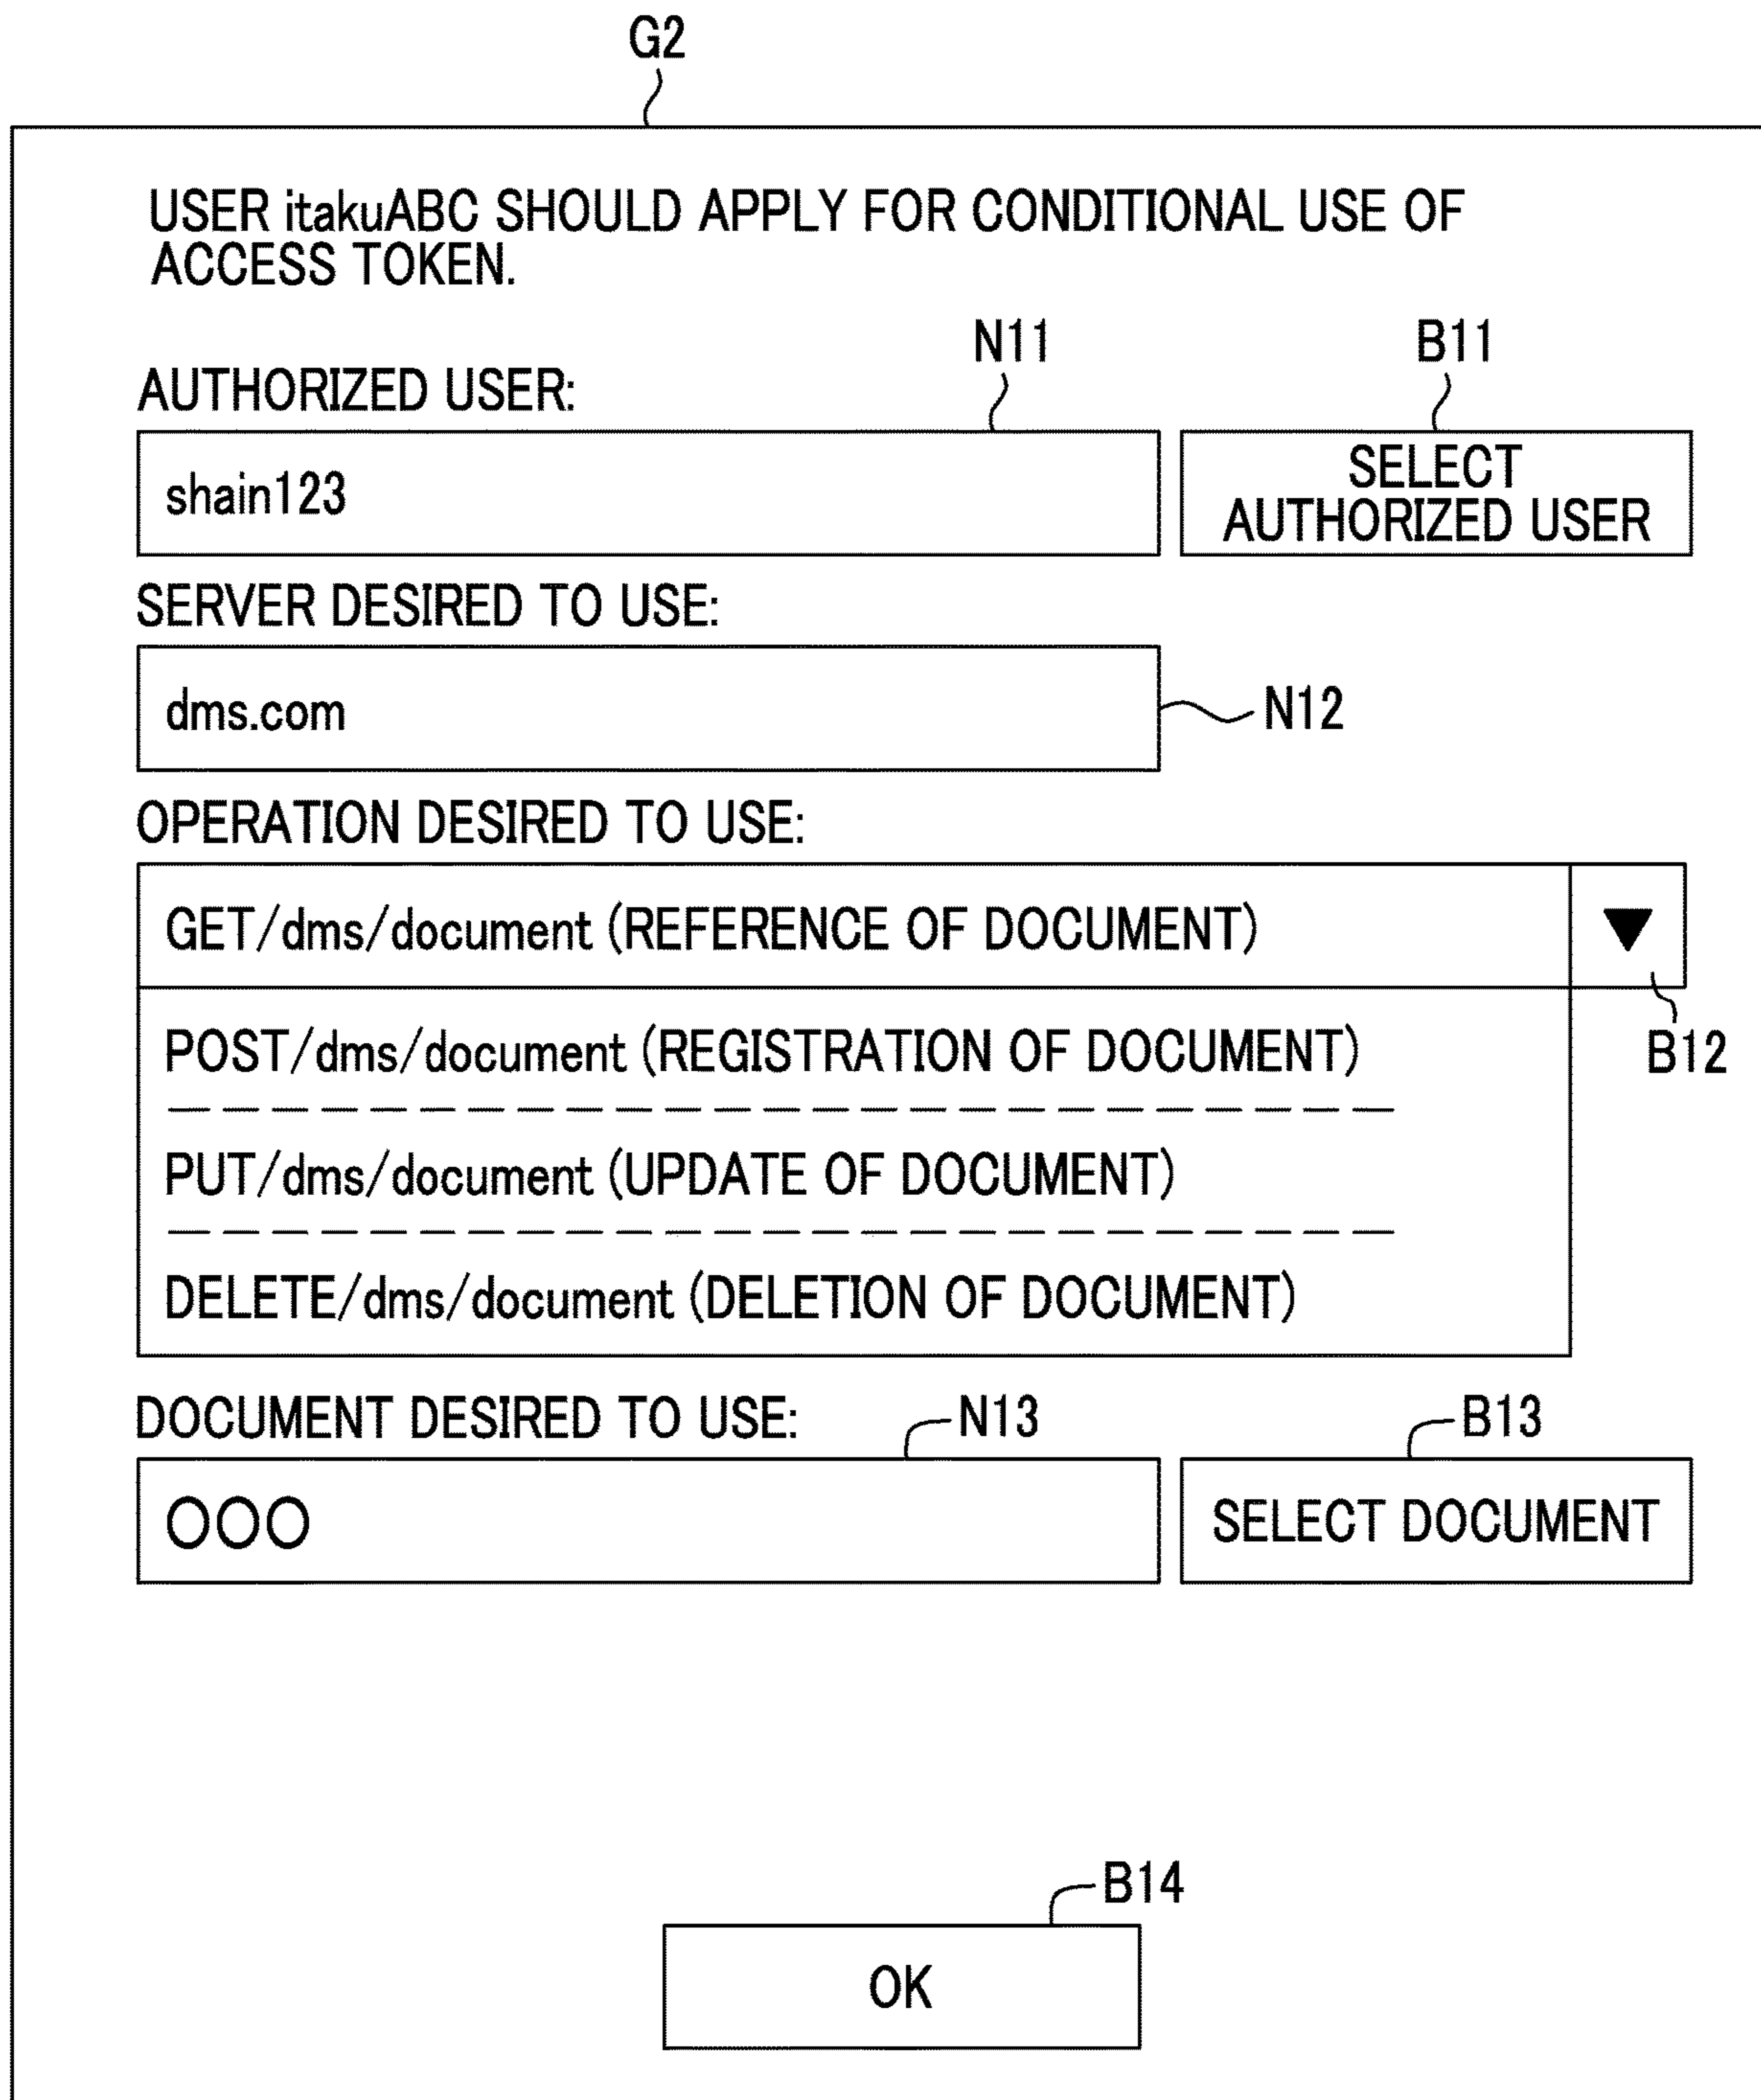 G2
USER itakuABC SHOULD APPLY FOR CONDITIONAL USE OF
ACCESS TOKEN.
N11
B11
AUTHORIZED USER:
shain123
SELECT
AUTHORIZED USER
SERVER DESIRED TO USE:
dms.com
N12
OPERATION DESIRED TO USE:
GET/dms/document (REFERENCE OF DOCUMENT)
▼
POST/dms/document (REGISTRATION OF DOCUMENT)
B12
PUT/dms/document (UPDATE OF DOCUMENT)
DELETE/dms/document (DELETION OF DOCUMENT)
DOCUMENT DESIRED TO USE:
N13
B13
○○○
SELECT DOCUMENT
B14
OK